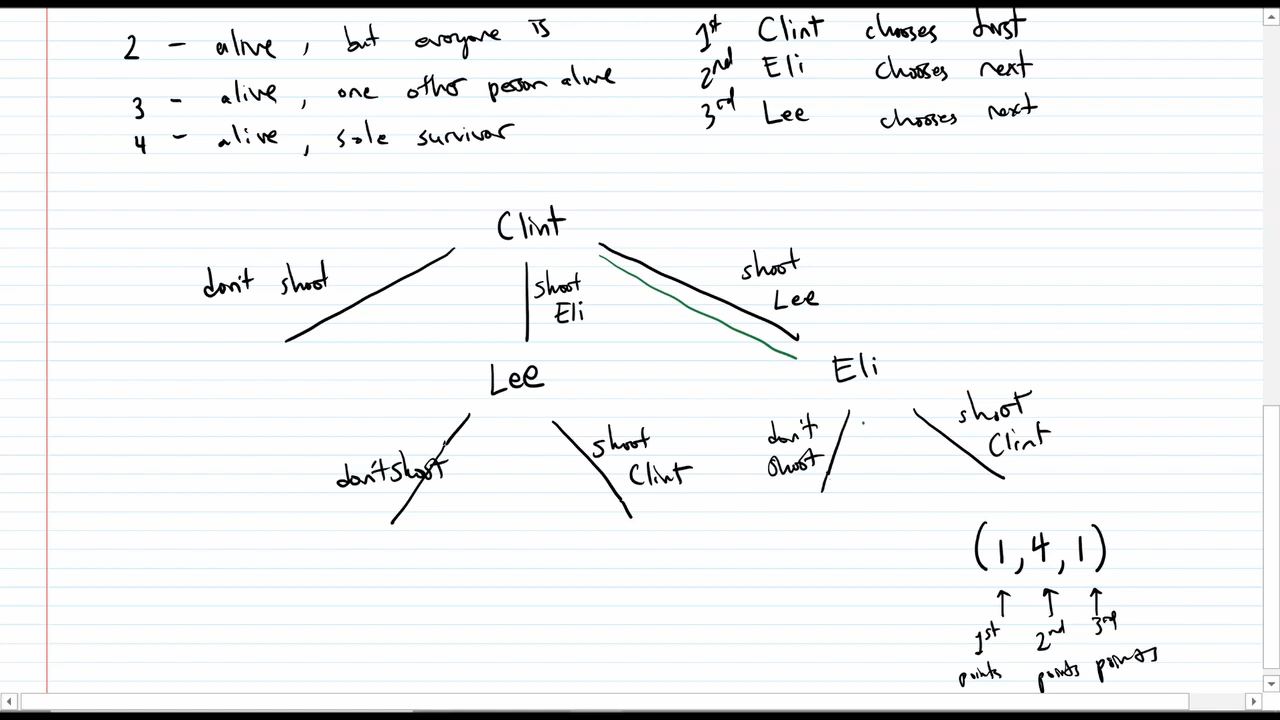 2 - alive, but everyone is
3 - alive, one other person alive
4 - alive, sole survivor
1st Clint chooses first
2nd Eli chooses next
3rd Lee chooses next
Clint
don't shoot
shoot
Eli
shoot
Lee
Lee
Eli
don't shoot
shoot
Clint
don't
shoot
shoot
Clint
(1, 4, 1)
↑ ↑ ↑
1st 2nd 3rd
points points points